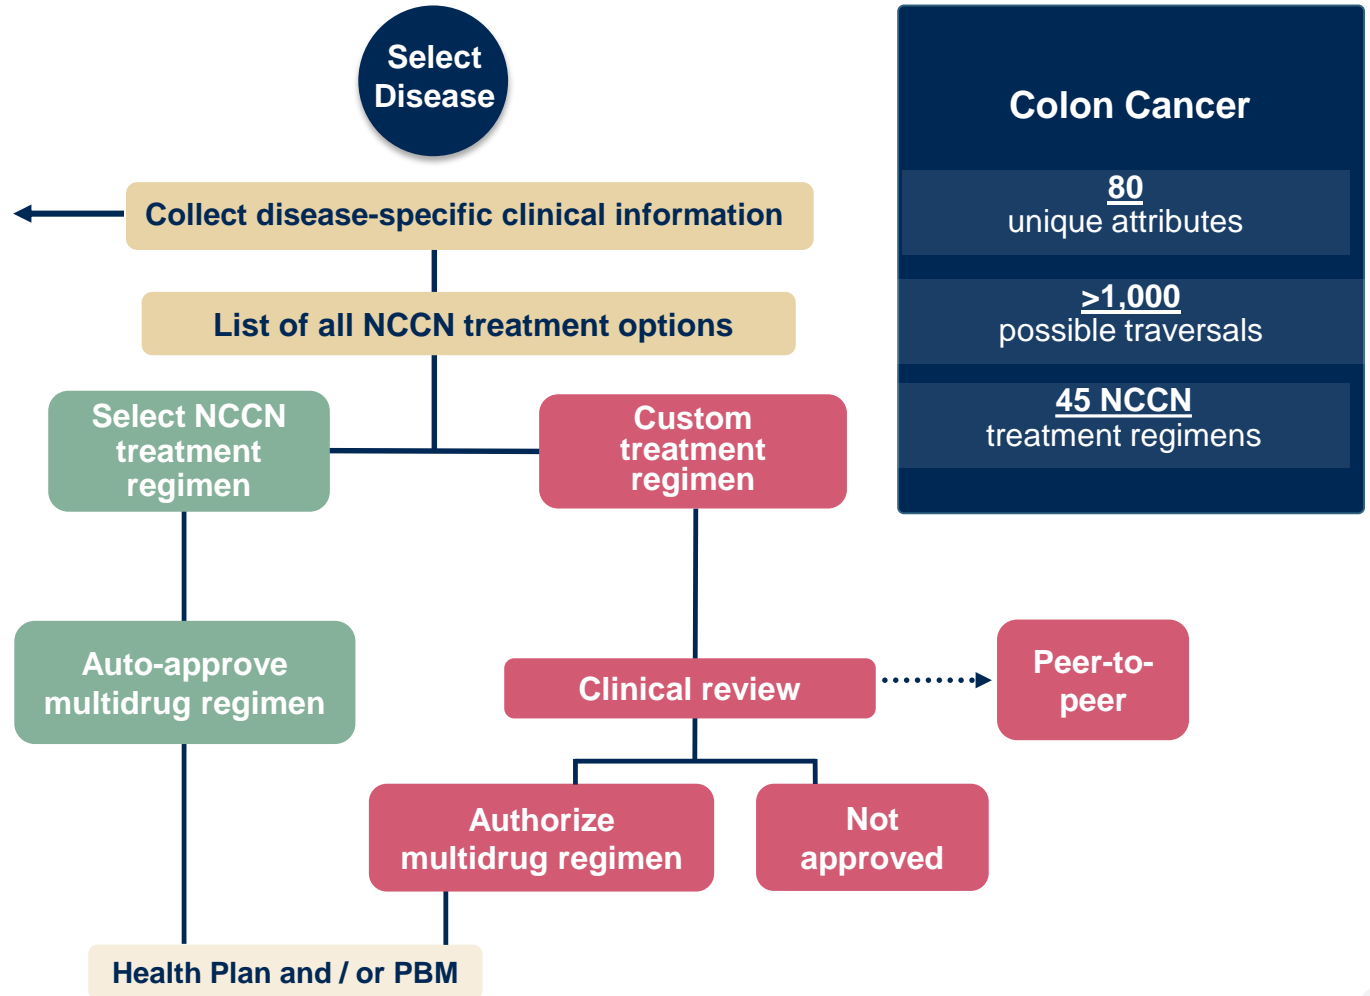 Select
Disease
Colon Cancer
80
unique attributes
>1,000
possible traversals
45 NCCN
treatment regimens
Collect disease-specific clinical information
List of all NCCN treatment options
Select NCCN
treatment
regimen
Custom
treatment
regimen
Auto-approve
multidrug regimen
Clinical review
Peer-to-
peer
Authorize
multidrug regimen
Not
approved
Health Plan and / or PBM